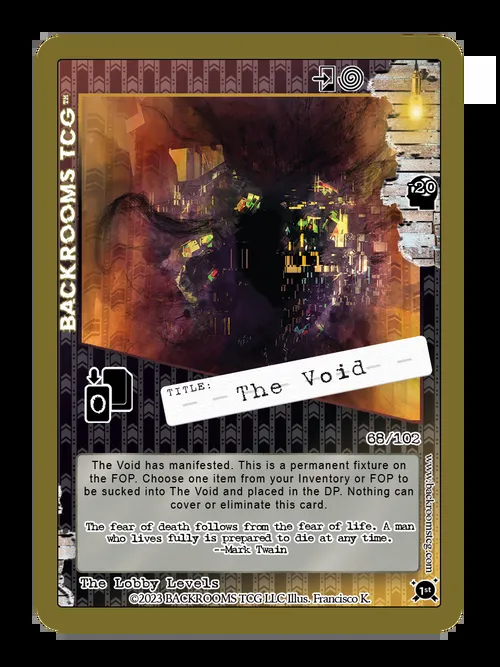 BACKROOMS TCG™
-20
TITLE:
The Void
0
68/102
The Void has manifested. This is a permanent fixture on
the FOP. Choose one item from your Inventory or FOP to
be sucked into The Void and placed in the DP. Nothing can
cover or eliminate this card.
The fear of death follows from the fear of life. A man
who lives fully is prepared to die at any time.
--Mark Twain
www.backroomstcg.com
The Lobby Levels
©2023 BACKROOMS TCG LLC Illus. Francisco K.
1st